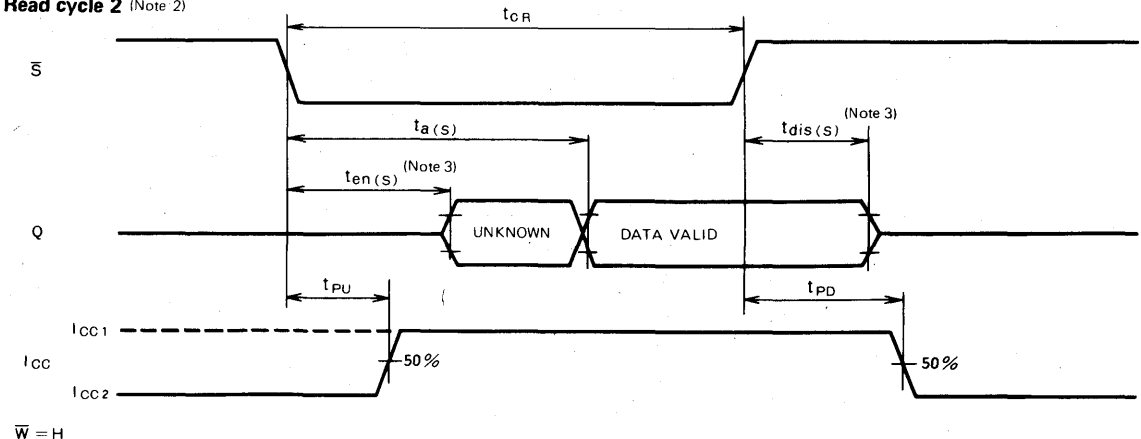 Read cycle 2 (Note 2)
tCR
S̅
ta(S)
(Note 3)
tdis(S)
(Note 3)
ten(S)
Q
UNKNOWN
DATA VALID
tPU
tPD
ICC1
ICC
50%
50%
ICC2
W̅ = H